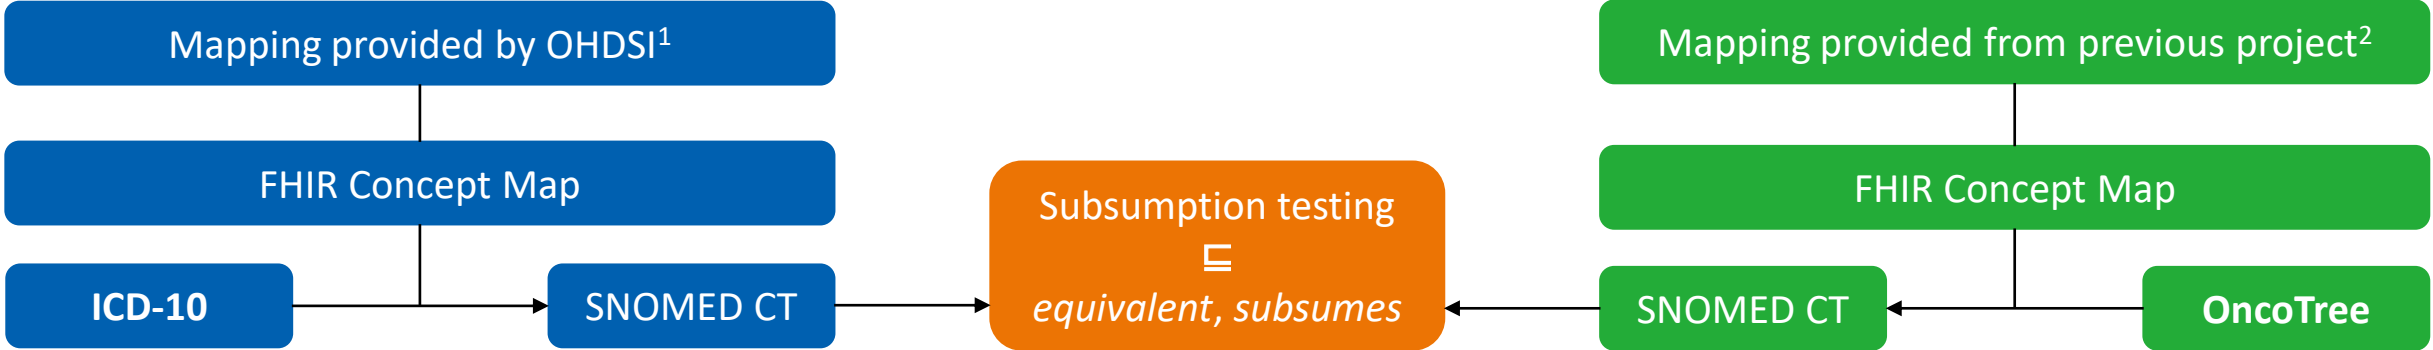 Mapping provided by OHDSI¹
FHIR Concept Map
ICD-10
SNOMED CT
Subsumption testing
⊑
equivalent, subsumes
Mapping provided from previous project²
FHIR Concept Map
SNOMED CT
OncoTree